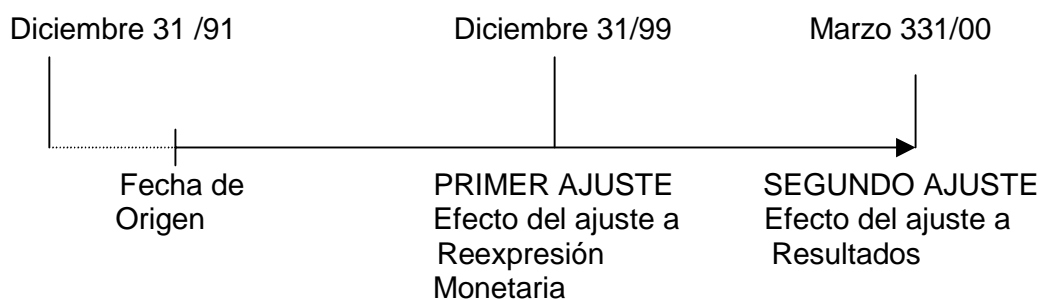 Diciembre 31 /91
Diciembre 31/99
Marzo 331/00
Fecha de
Origen
PRIMER AJUSTE
Efecto del ajuste a
Reexpresión
Monetaria
SEGUNDO AJUSTE
Efecto del ajuste a
Resultados